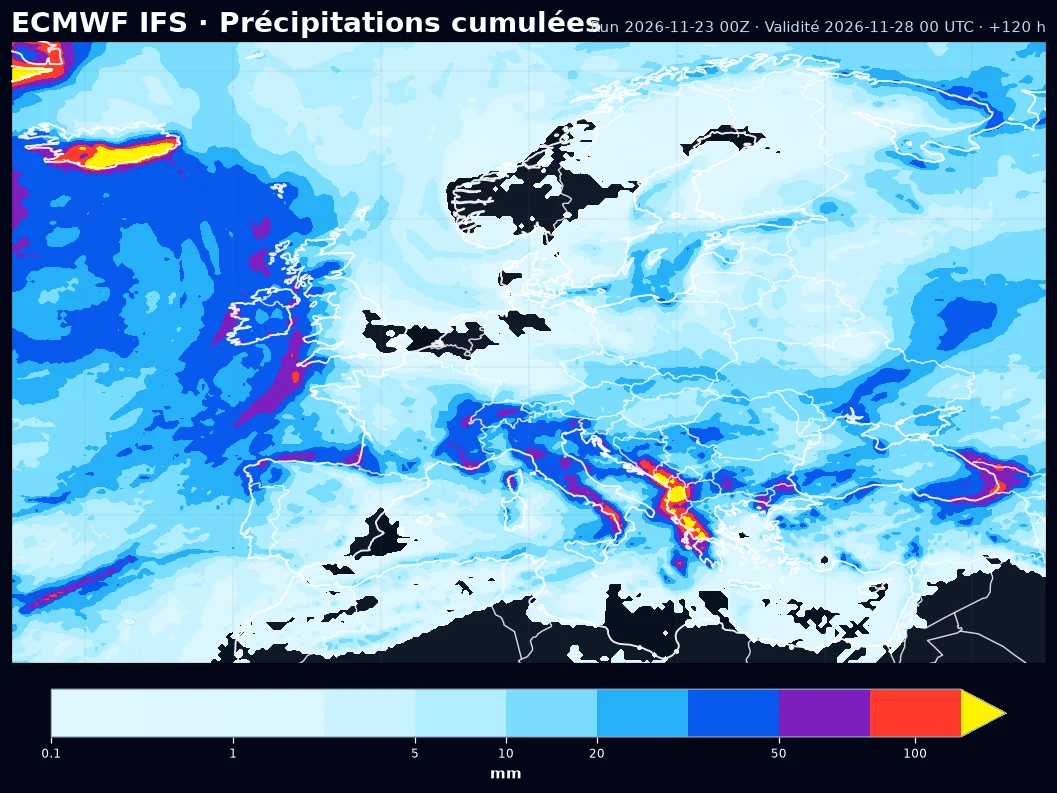 ECMWF IFS · Précipitations cumulées
Run 2026-11-23 00Z · Validité 2026-11-28 00 UTC · +120 h
0.1 1 5 10 20 50 100
mm